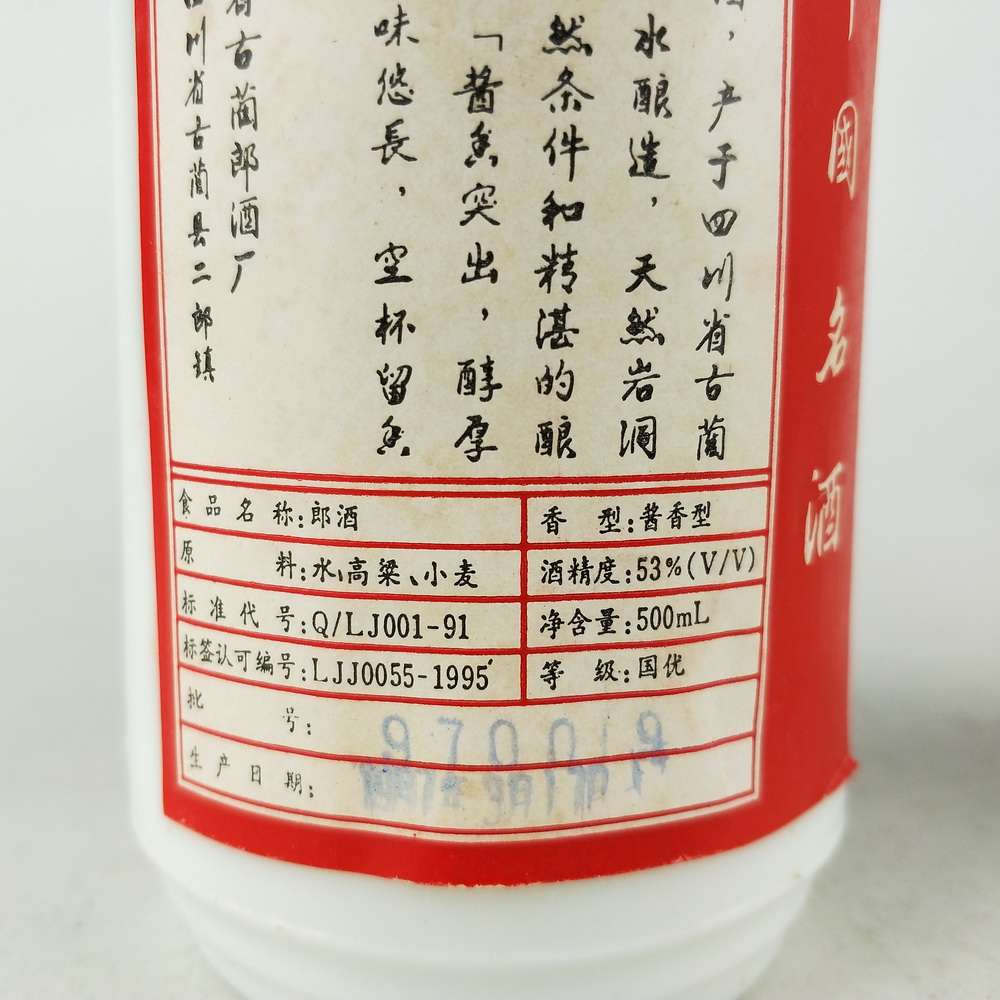 ，产于四川省古蔺
水酿造，天然岩洞
然条件和精湛的酿
「酱香突出，醇厚
味悠長，空杯留香
省古蔺郎酒厂
四川省古蔺县二郎镇
國名酒
食品名称：郎酒
香型：酱香型
原料：水、高粱、小麦
酒精度：53%(V/V)
标准代号：Q/LJ001-91
净含量：500mL
标签认可编号：LJJ0055-1995
等级：国优
批号：
生产日期：